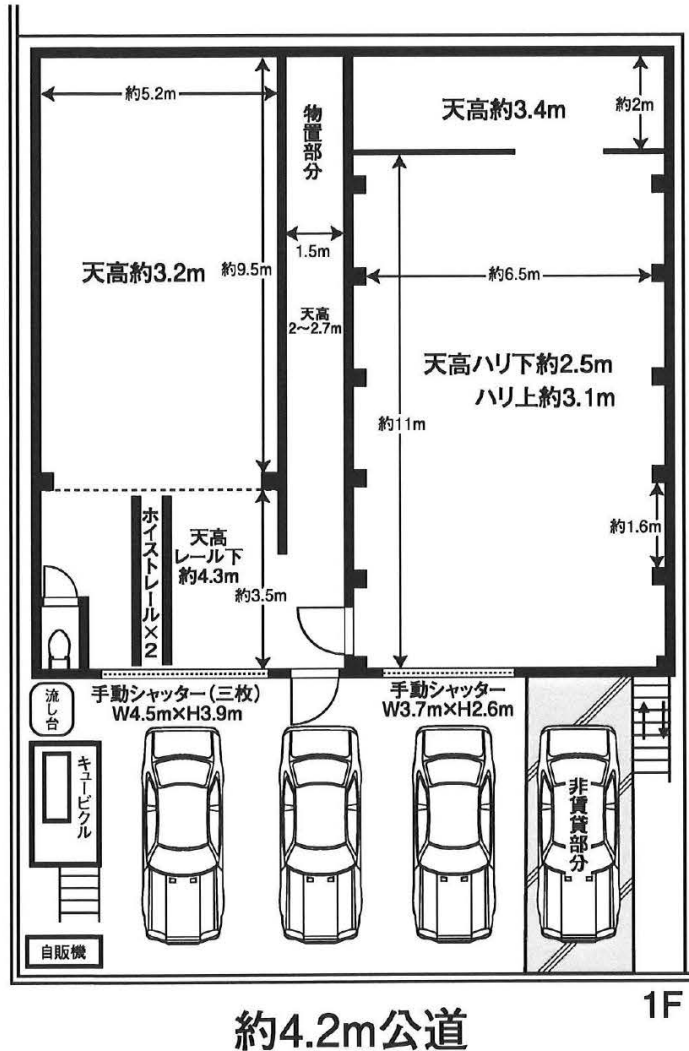 約5.2m
物置部分
天高約3.4m
約2m
1.5m
天高約3.2m
約9.5m
約6.5m
天高
2〜2.7m
天高ハリ下約2.5m
ハリ上約3.1m
約11m
ホイストレール×2
天高
レール下
約4.3m
約3.5m
約1.6m
流し台
手動シャッター(三枚)
W4.5m×H3.9m
手動シャッター
W3.7m×H2.6m
キュービクル
非賃貸部分
自販機
1F
約4.2m公道